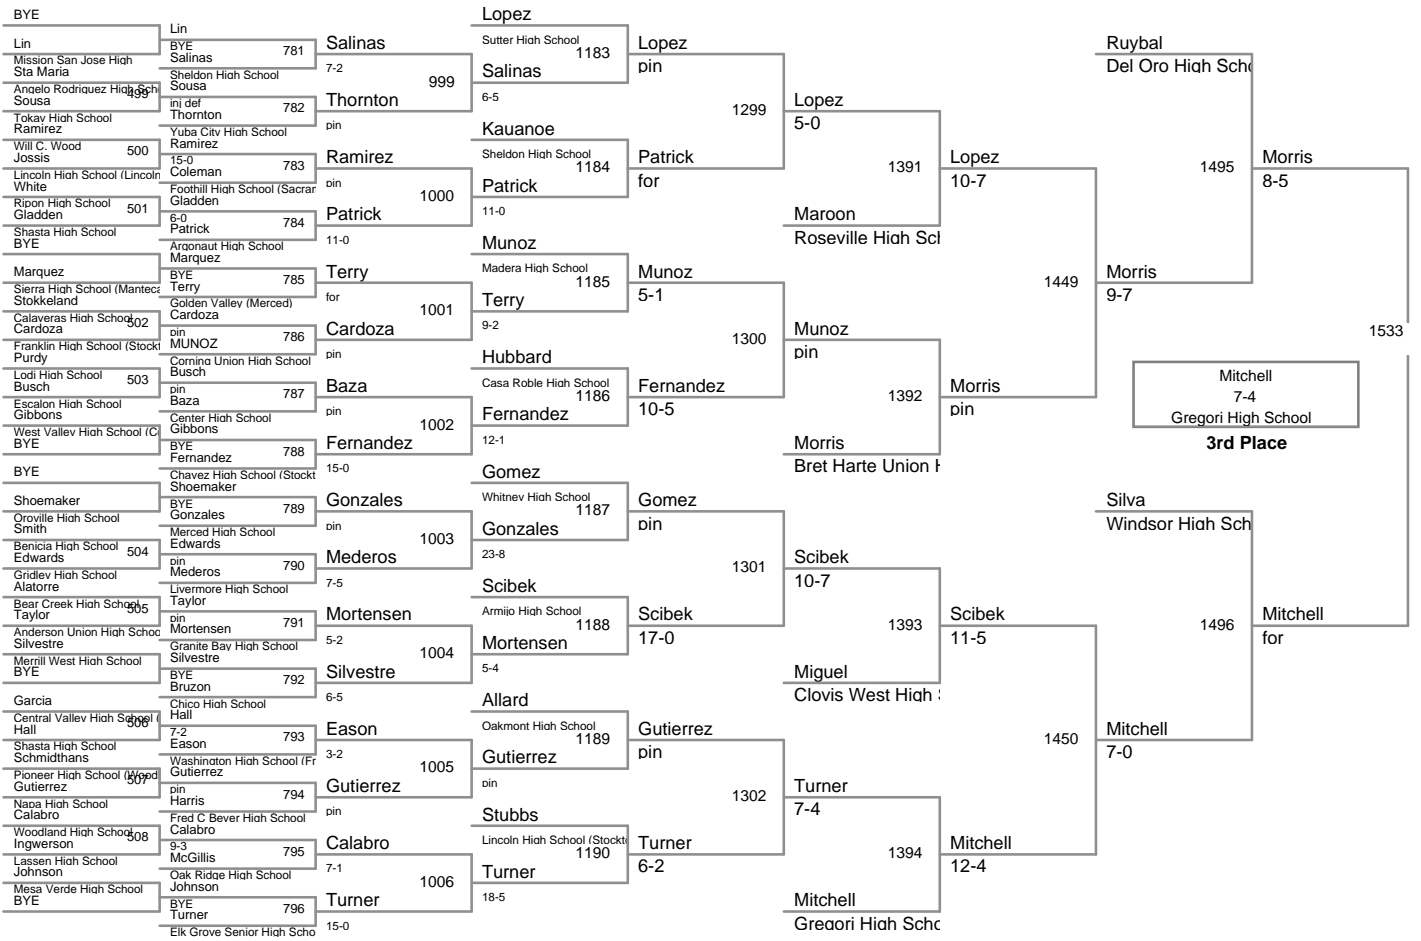 BYE
Lin
Mission San Jose High
Sta Maria
Angelo Rodriguez High Sch
499
Sousa
Tokay High School
Ramirez
Will C. Wood
500
Jossis
Lincoln High School (Lincoln
White
Ripon High School
501
Gladden
Shasta High School
BYE
Marquez
Sierra High School (Manteca
Stokkeland
Calaveras High School
502
Cardoza
Franklin High School (Stockt
Purdy
Lodi High School
503
Busch
Escalon High School
Gibbons
West Valley High School (C
BYE
BYE
Shoemaker
Oroville High School
Smith
Benicia High School
504
Edwards
Gridley High School
Alatorre
Bear Creek High School
505
Taylor
Anderson Union High Schoo
Silvestre
Merrill West High School
BYE
Garcia
Central Valley High School (
506
Hall
Shasta High School
Schmidthans
Pioneer High School (Wood
507
Gutierrez
Napa High School
Calabro
Woodland High School
508
Ingwerson
Lassen High School
Johnson
Mesa Verde High School
BYE
Lin
BYE
781
Salinas
Sheldon High School
Sousa
inj def
782
Thornton
Yuba City High School
Ramirez
15-0
783
Coleman
Foothill High School (Sacrar
Gladden
6-0
784
Patrick
Argonaut High School
Marquez
BYE
785
Terry
Golden Valley (Merced)
Cardoza
pin
786
MUNOZ
Corning Union High School
Busch
pin
787
Baza
Center High School
Gibbons
BYE
788
Fernandez
Chavez High School (Stockt
Shoemaker
BYE
789
Gonzales
Merced High School
Edwards
pin
790
Mederos
Livermore High School
Taylor
pin
791
Mortensen
Granite Bay High School
Silvestre
BYE
792
Bruzon
Chico High School
Hall
7-2
793
Eason
Washington High School (Fr
Gutierrez
pin
794
Harris
Fred C Bever High School
Calabro
9-3
795
McGillis
Oak Ridge High School
Johnson
BYE
796
Turner
Elk Grove Senior High Scho
Salinas
7-2
999
Thornton
pin
Ramirez
pin
1000
Patrick
11-0
Terry
for
1001
Cardoza
pin
Baza
pin
1002
Fernandez
15-0
Gonzales
pin
1003
Mederos
7-5
Mortensen
5-2
1004
Silvestre
6-5
Eason
3-2
1005
Gutierrez
pin
Calabro
7-1
1006
Turner
15-0
Lopez
Sutter High School
1183
Salinas
6-5
Kauanoe
Sheldon High School
1184
Patrick
11-0
Munoz
Madera High School
1185
Terry
9-2
Hubbard
Casa Roble High School
1186
Fernandez
12-1
Gomez
Whitney High School
1187
Gonzales
23-8
Scibek
Armijo High School
1188
Mortensen
5-4
Allard
Oakmont High School
1189
Gutierrez
pin
Stubbs
Lincoln High School (Stockt
1190
Turner
18-5
Lopez
pin
1299
Patrick
for
Munoz
5-1
1300
Fernandez
10-5
Gomez
pin
1301
Scibek
17-0
Gutierrez
pin
1302
Turner
6-2
Lopez
5-0
1391
Maroon
Roseville High Sch
Munoz
pin
1392
Morris
Bret Harte Union H
Scibek
10-7
1393
Miguel
Clovis West High S
Turner
7-4
1394
Mitchell
Gregori High Scho
Lopez
10-7
1449
Morris
pin
Scibek
11-5
1450
Mitchell
12-4
Ruybal
Del Oro High Scho
1495
Morris
9-7
Silva
Windsor High Sch
1496
Mitchell
7-0
Morris
8-5
1533
Mitchell
for
Mitchell
7-4
Gregori High School
3rd Place